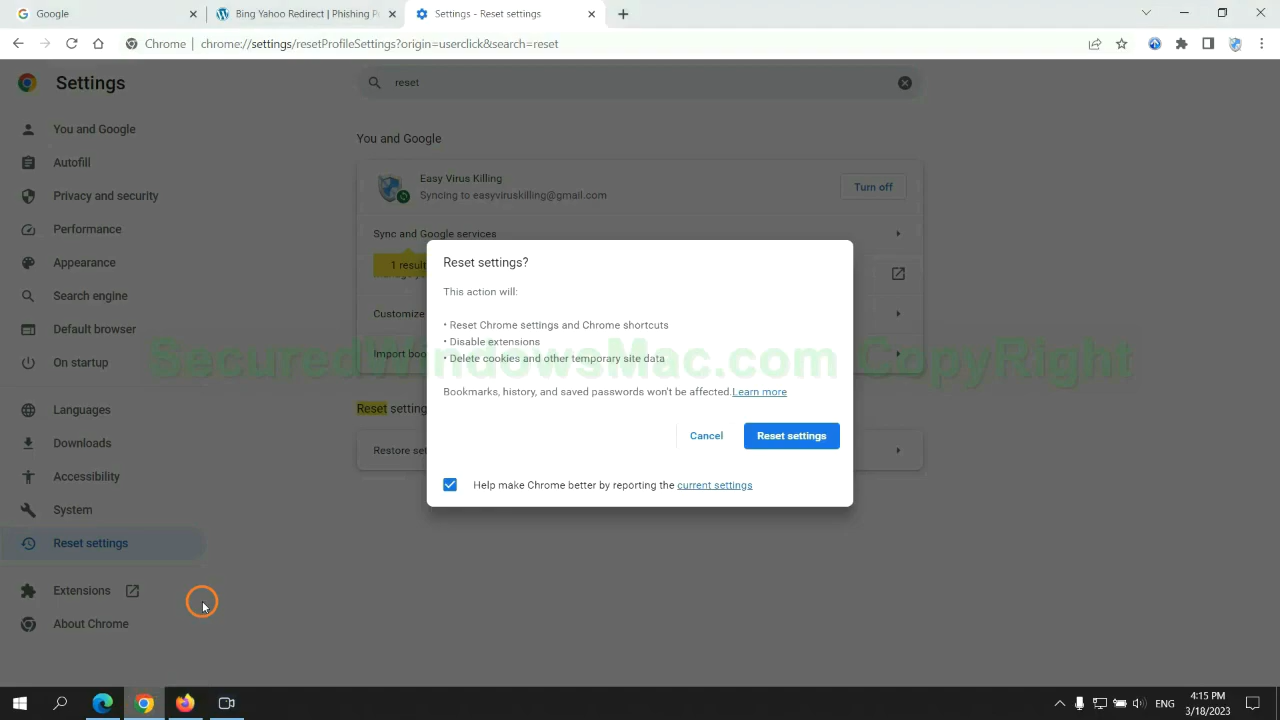 Google
Bing Yahoo Redirect | Phishing P
Settings - Reset settings
Chrome | chrome://settings/resetProfileSettings?origin=userclick&search=reset
Settings
reset
You and Google
Autofill
Privacy and security
Performance
Appearance
Search engine
Default browser
On startup
Languages
Downloads
Accessibility
System
Reset settings
Extensions
About Chrome
You and Google
Easy Virus Killing
Syncing to easyviruskilling@gmail.com
Turn off
Sync and Google services
1 result
Customize
Import boo
Reset setting
Restore set
Reset settings?
This action will:
• Reset Chrome settings and Chrome shortcuts
• Disable extensions
• Delete cookies and other temporary site data
Bookmarks, history, and saved passwords won't be affected. Learn more
Cancel
Reset settings
Help make Chrome better by reporting the current settings
SecuredWindowsMac.com CopyRight
ENG
4:15 PM
3/18/2023